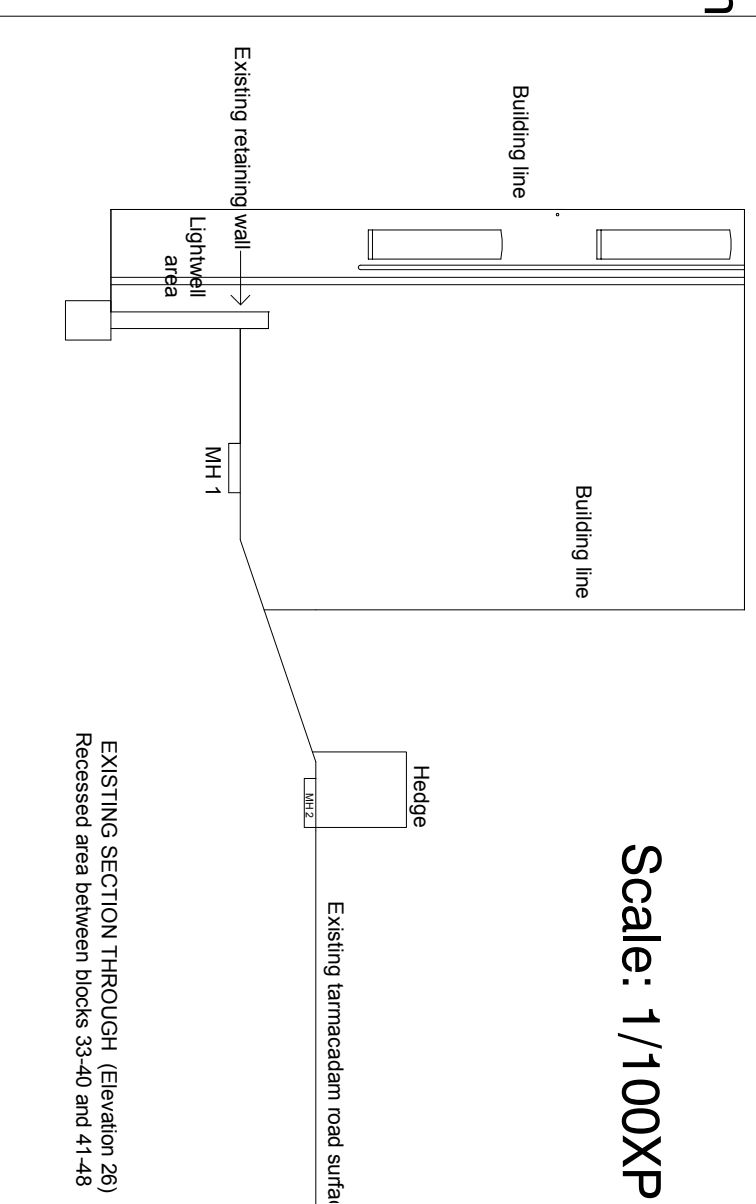 Scale: 1/100XP
Building line
Building line
Existing retaining wall
Lightwell
area
MH 1
Hedge
MH 2
Existing tarmacadam road surfac
EXISTING SECTION THROUGH (Elevation 26)
Recessed area between blocks 33-40 and 41-48